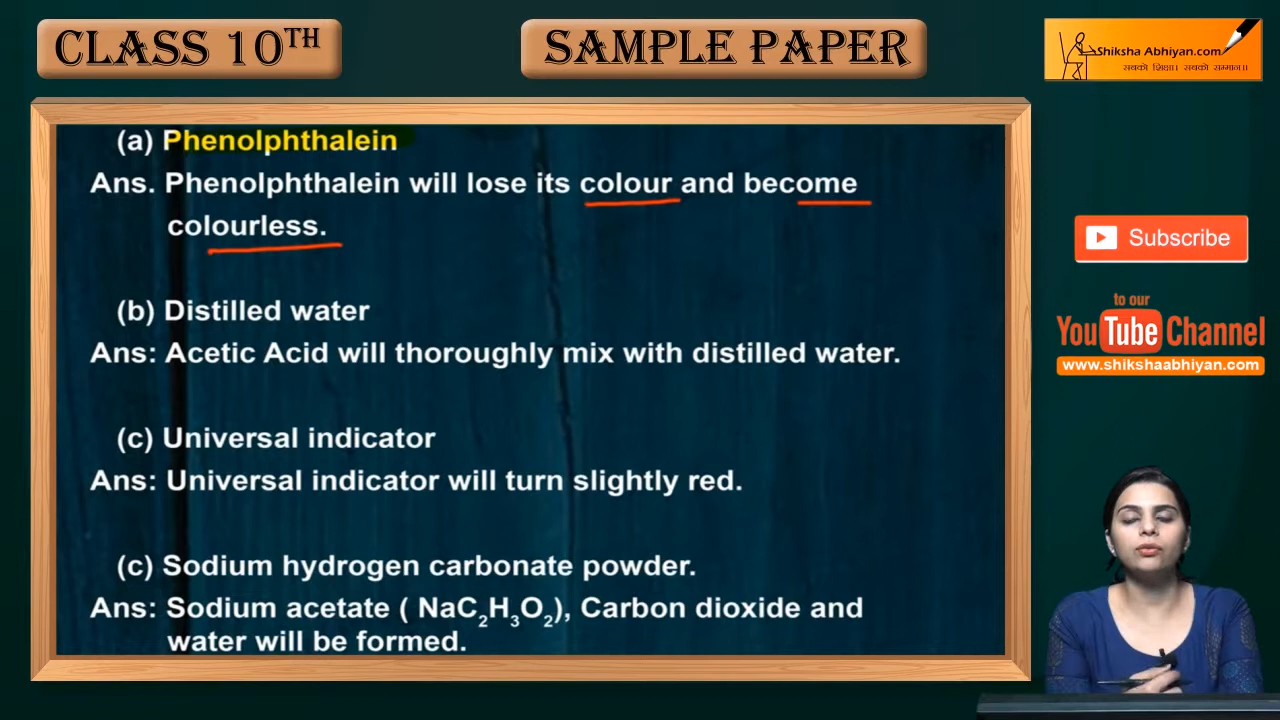 CLASS 10TH
SAMPLE PAPER
Shiksha Abhiyan.com
सबको शिक्षा। सबको सम्मान।।
(a) Phenolphthalein
Ans. Phenolphthalein will lose its colour and become
colourless.
(b) Distilled water
Ans: Acetic Acid will thoroughly mix with distilled water.
(c) Universal indicator
Ans: Universal indicator will turn slightly red.
(c) Sodium hydrogen carbonate powder.
Ans: Sodium acetate ( NaC₂H₃O₂), Carbon dioxide and
water will be formed.
Subscribe
to our
YouTube Channel
www.shikshaabhiyan.com